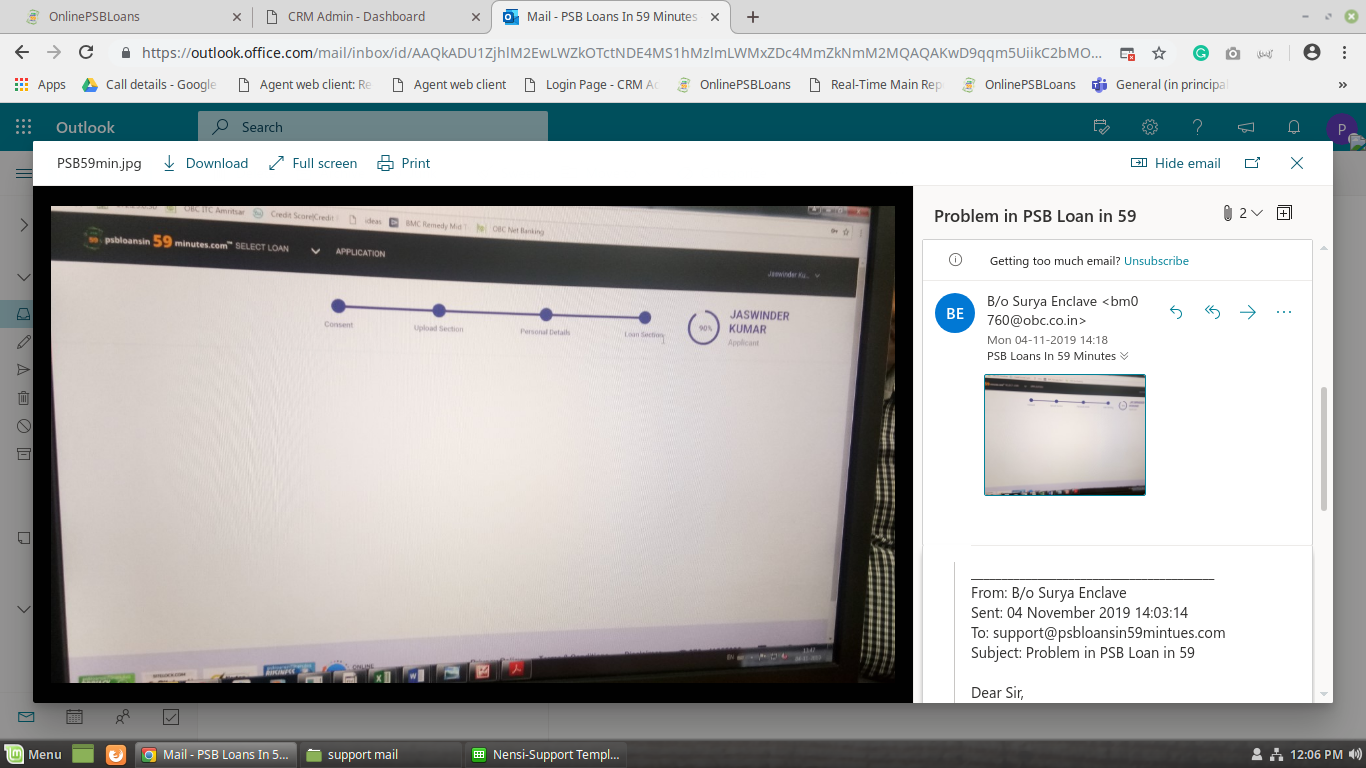 OnlinePSBLoans
CRM Admin - Dashboard
Mail - PSB Loans In 59 Minutes
https://outlook.office.com/mail/inbox/id/AAQkADU1ZjhlM2EwLWZkOTctNDE4MS1hMzlmLWMxZDc4MmZkNmM2MQAQAKwD9qqm5UiikC2bMO...
Apps
Call details - Google
Agent web client: Re
Agent web client
Login Page - CRM Ac
OnlinePSBLoans
Real-Time Main Rep
OnlinePSBLoans
General (in principal
»
Outlook
Search
P
PSB59min.jpg
Download
Full screen
Print
Hide email
OBC ITC Amritsar
Credit Score|Credit
ideas
BMC Remedy Mid T
OBC Net Banking
psbloansin 59 minutes.com™
SELECT LOAN
APPLICATION
Jaswinder Ku...
Consent
Upload Section
Personal Details
Loan Section
90%
JASWINDER
KUMAR
Applicant
Problem in PSB Loan in 59
2
Getting too much email? Unsubscribe
BE
B/o Surya Enclave <bm0
760@obc.co.in>
Mon 04-11-2019 14:18
PSB Loans In 59 Minutes
From: B/o Surya Enclave
Sent: 04 November 2019 14:03:14
To: support@psbloansin59mintues.com
Subject: Problem in PSB Loan in 59
Dear Sir,
Menu
Mail - PSB Loans In 5...
support mail
Nensi-Support Templ...
12:06 PM